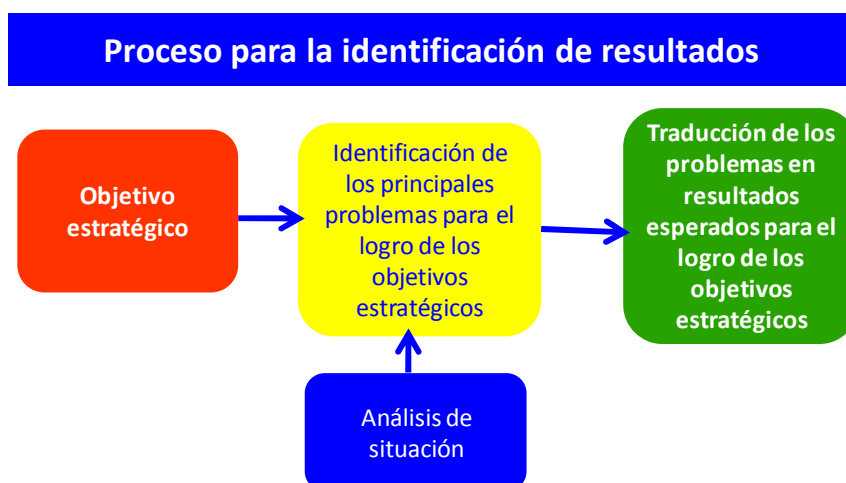 Proceso para la identificación de resultados
Objetivo
estratégico
Identificación de
los principales
problemas para el
logro de los
objetivos
estratégicos
Traducción de los
problemas en
resultados
esperados para el
logro de los
objetivos
estratégicos
Análisis de
situación